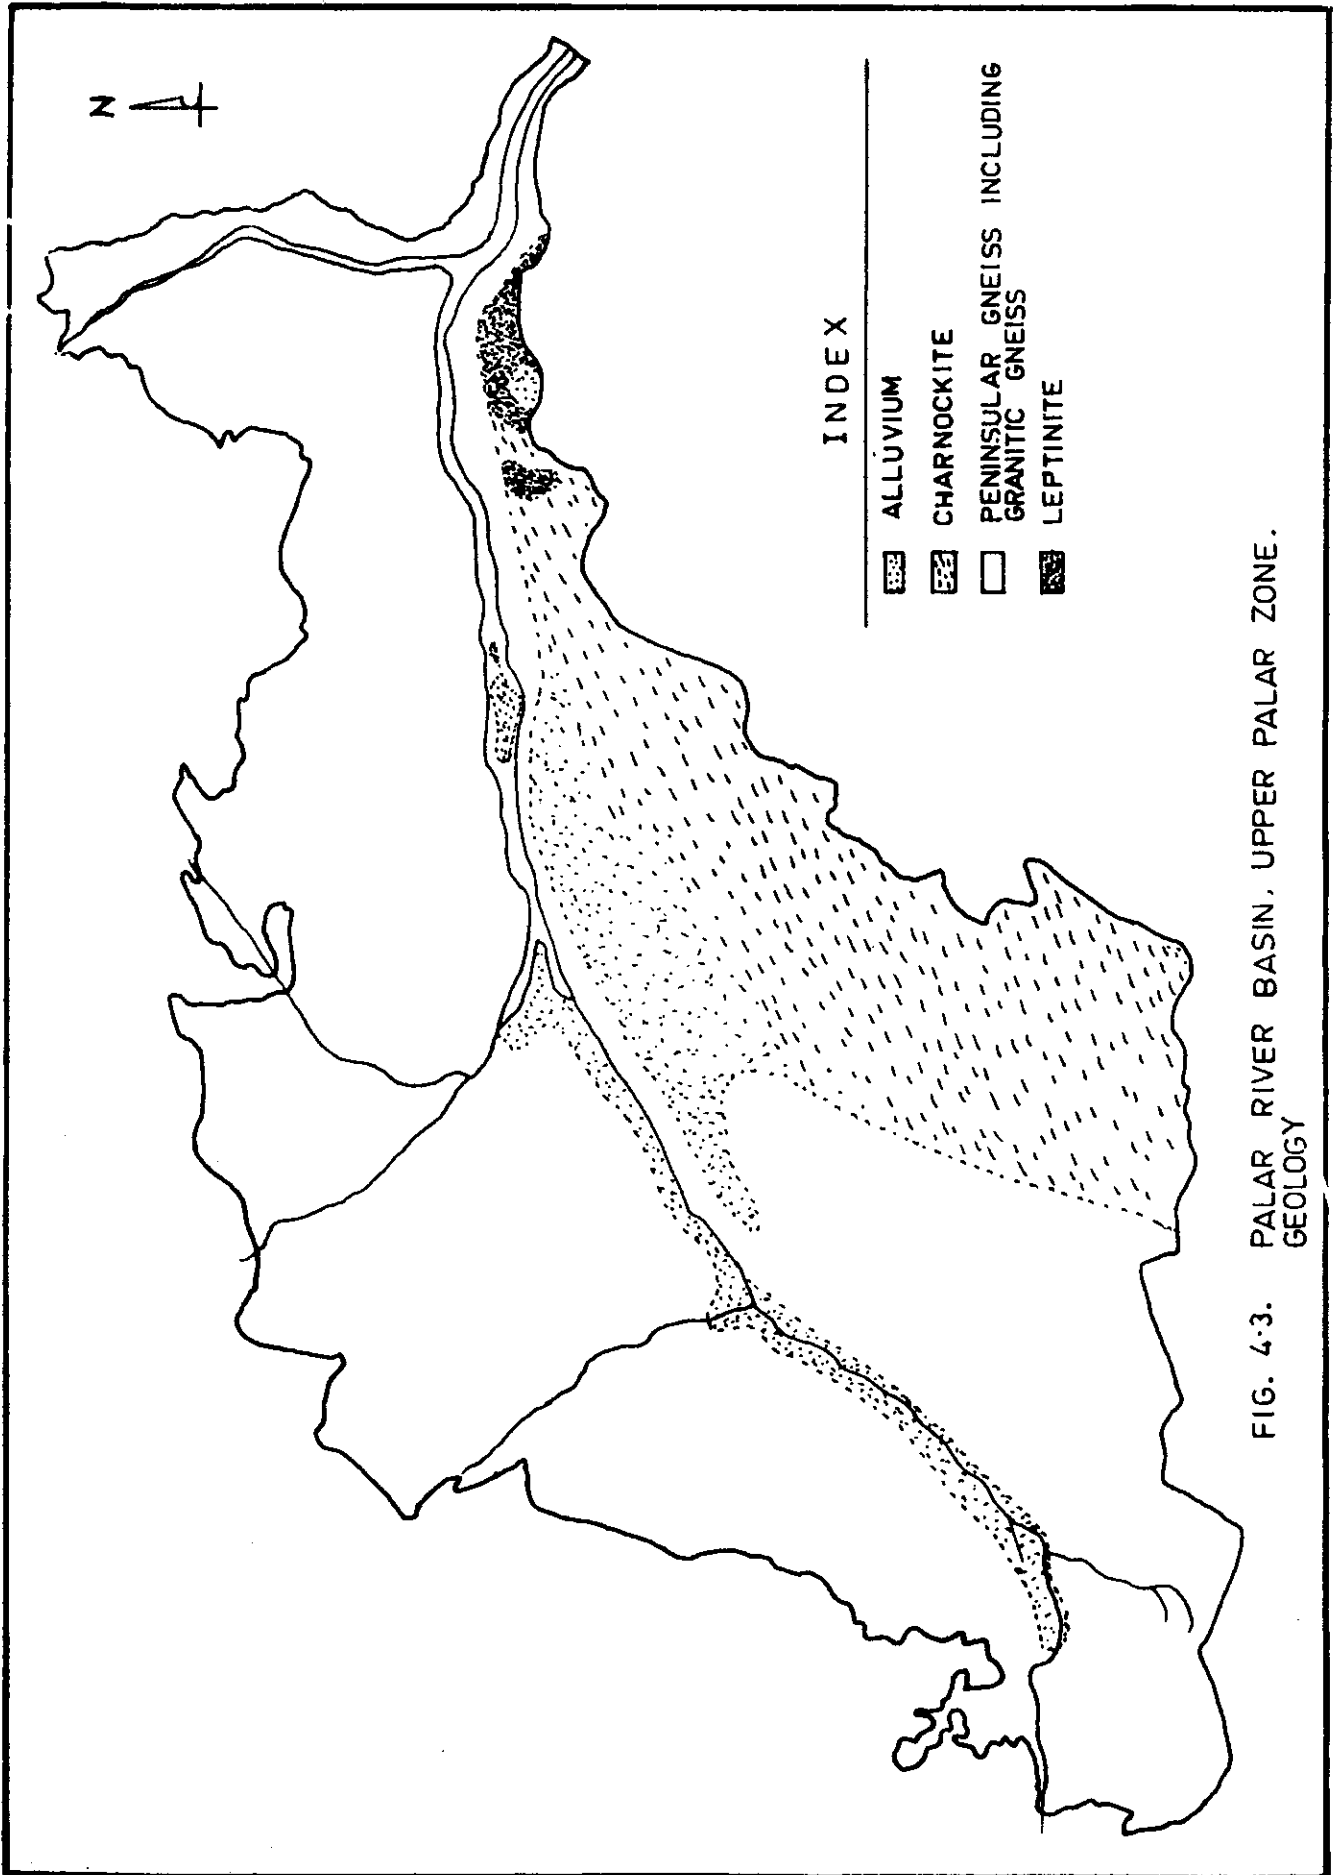 N
INDEX
ALLUVIUM
CHARNOCKITE
PENINSULAR GNEISS INCLUDING
GRANITIC GNEISS
LEPTINITE
FIG. 4·3. PALAR RIVER BASIN. UPPER PALAR ZONE.
GEOLOGY